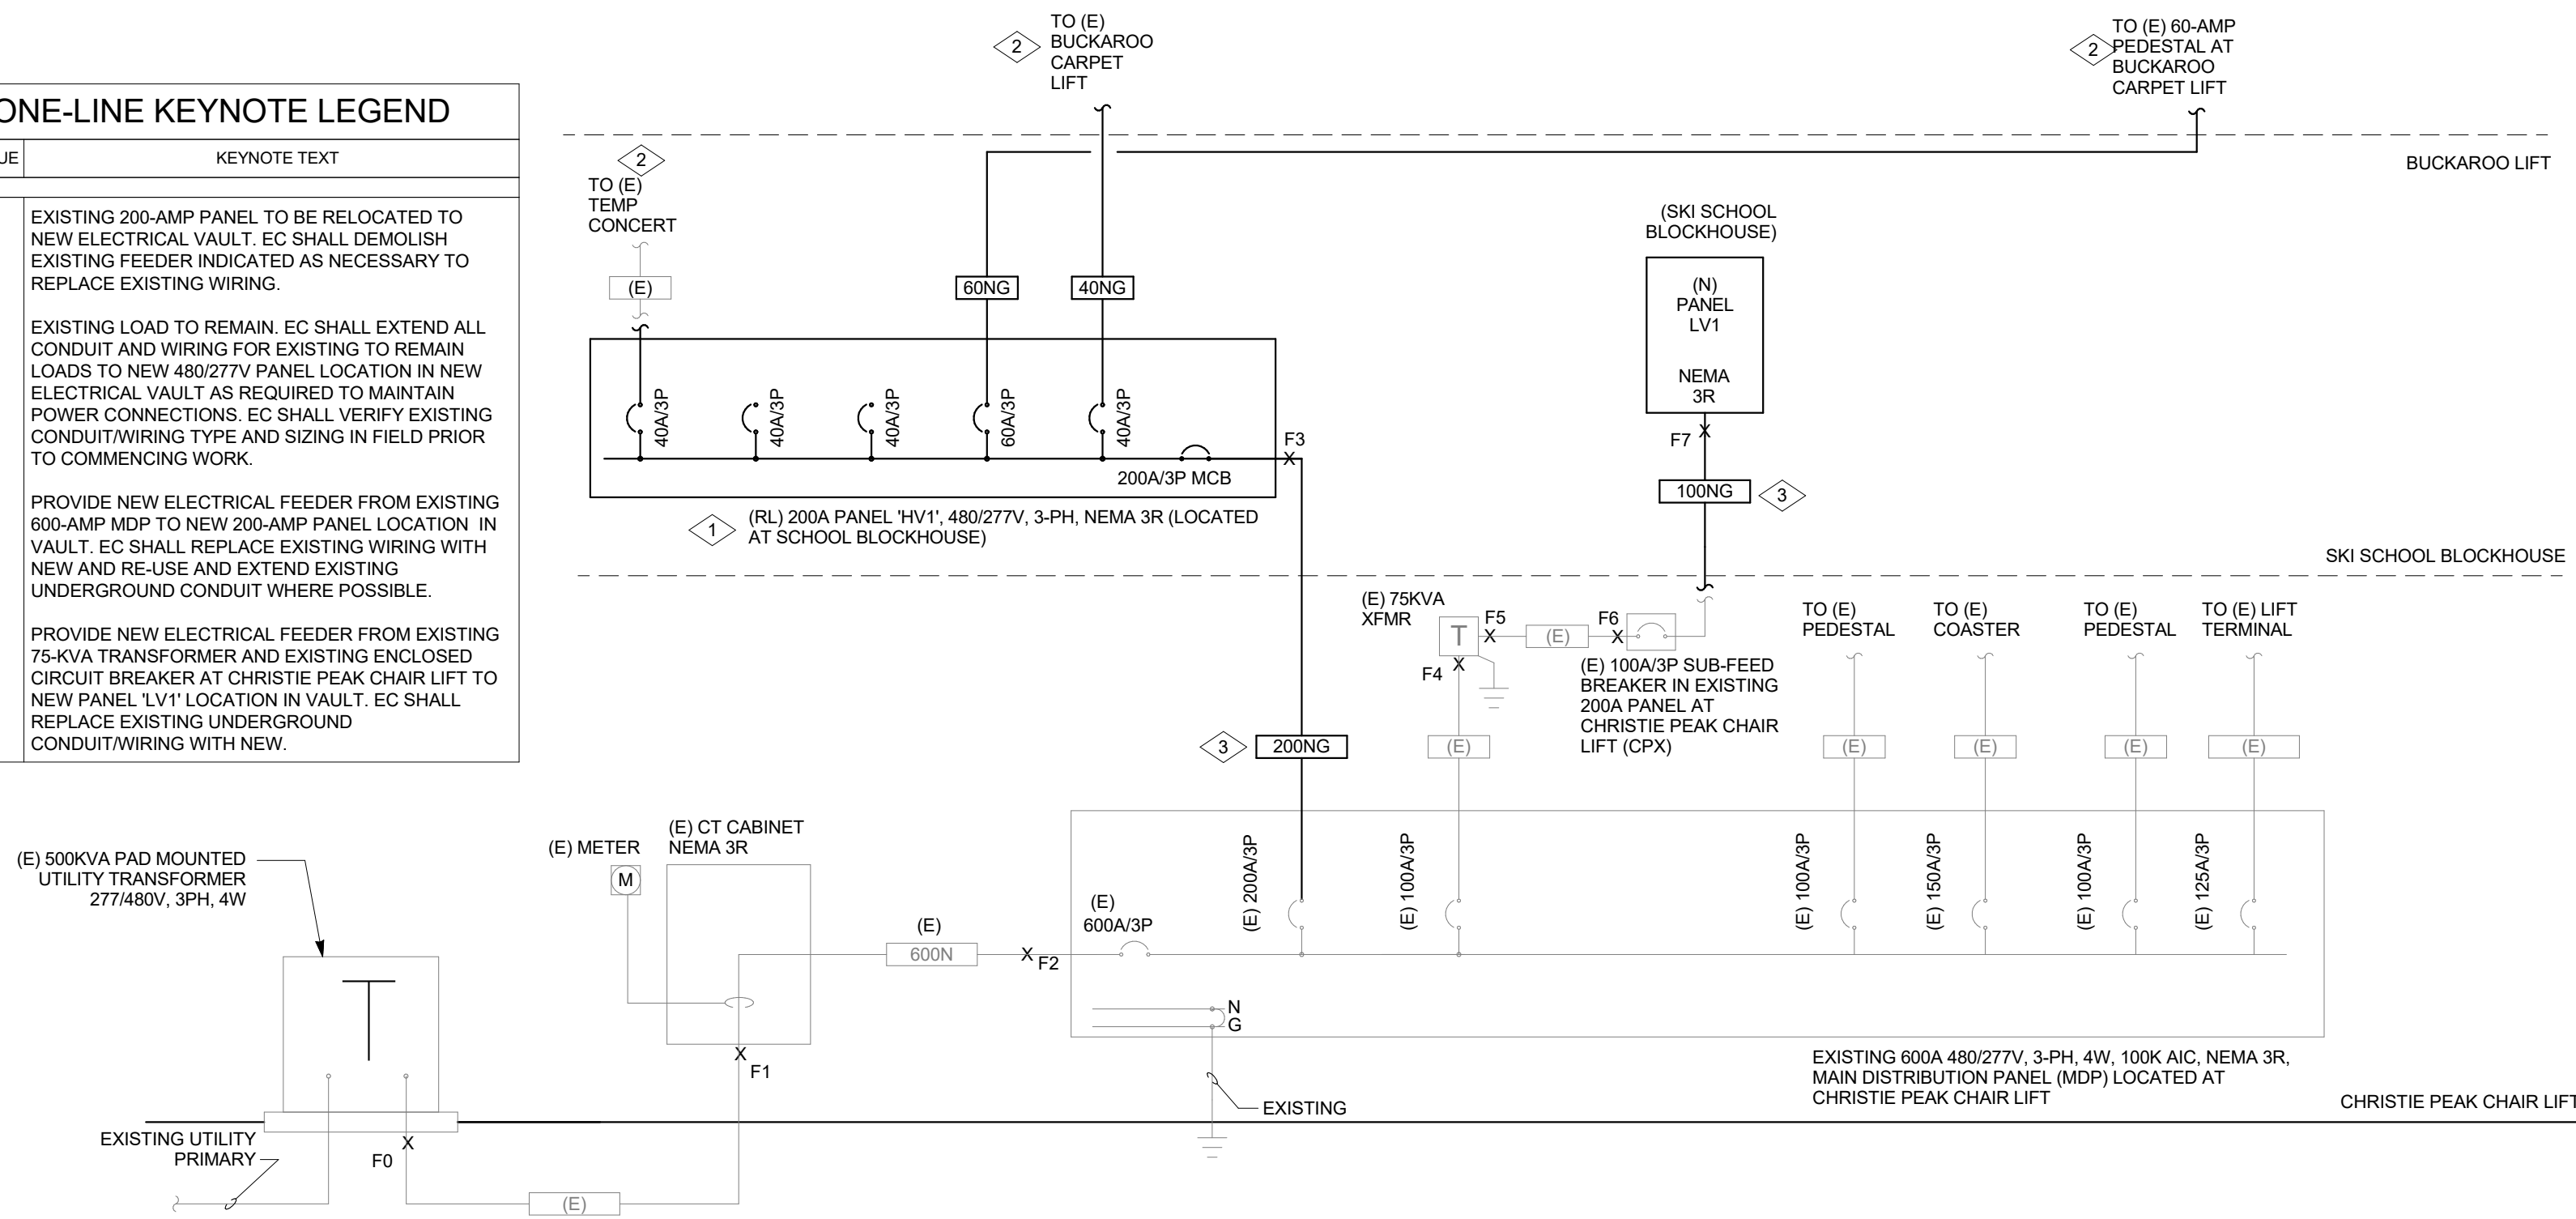 ONE-LINE KEYNOTE LEGEND
UE
KEYNOTE TEXT
EXISTING 200-AMP PANEL TO BE RELOCATED TO
NEW ELECTRICAL VAULT. EC SHALL DEMOLISH
EXISTING FEEDER INDICATED AS NECESSARY TO
REPLACE EXISTING WIRING.
EXISTING LOAD TO REMAIN. EC SHALL EXTEND ALL
CONDUIT AND WIRING FOR EXISTING TO REMAIN
LOADS TO NEW 480/277V PANEL LOCATION IN NEW
ELECTRICAL VAULT AS REQUIRED TO MAINTAIN
POWER CONNECTIONS. EC SHALL VERIFY EXISTING
CONDUIT/WIRING TYPE AND SIZING IN FIELD PRIOR
TO COMMENCING WORK.
PROVIDE NEW ELECTRICAL FEEDER FROM EXISTING
600-AMP MDP TO NEW 200-AMP PANEL LOCATION IN
VAULT. EC SHALL REPLACE EXISTING WIRING WITH
NEW AND RE-USE AND EXTEND EXISTING
UNDERGROUND CONDUIT WHERE POSSIBLE.
PROVIDE NEW ELECTRICAL FEEDER FROM EXISTING
75-KVA TRANSFORMER AND EXISTING ENCLOSED
CIRCUIT BREAKER AT CHRISTIE PEAK CHAIR LIFT TO
NEW PANEL 'LV1' LOCATION IN VAULT. EC SHALL
REPLACE EXISTING UNDERGROUND
CONDUIT/WIRING WITH NEW.
2
TO (E)
BUCKAROO
CARPET
LIFT
2
TO (E) 60-AMP
PEDESTAL AT
BUCKAROO
CARPET LIFT
BUCKAROO LIFT
2
TO (E)
TEMP
CONCERT
(E)
60NG
40NG
(SKI SCHOOL
BLOCKHOUSE)
(N)
PANEL
LV1
NEMA
3R
40A/3P
40A/3P
40A/3P
60A/3P
40A/3P
200A/3P MCB
F3
X
F7
X
100NG
3
1
(RL) 200A PANEL 'HV1', 480/277V, 3-PH, NEMA 3R (LOCATED
AT SCHOOL BLOCKHOUSE)
SKI SCHOOL BLOCKHOUSE
(E) 75KVA
XFMR
T
F5
X
(E)
F6
X
F4
X
(E) 100A/3P SUB-FEED
BREAKER IN EXISTING
200A PANEL AT
CHRISTIE PEAK CHAIR
LIFT (CPX)
TO (E)
PEDESTAL
TO (E)
COASTER
TO (E)
PEDESTAL
TO (E) LIFT
TERMINAL
3
200NG
(E)
(E)
(E)
(E)
(E)
(E) 500KVA PAD MOUNTED
UTILITY TRANSFORMER
277/480V, 3PH, 4W
T
(E) METER
M
(E) CT CABINET
NEMA 3R
(E)
600N
X
F2
(E)
600A/3P
(E) 200A/3P
(E) 100A/3P
(E) 100A/3P
(E) 150A/3P
(E) 100A/3P
(E) 125A/3P
N
G
X
F1
EXISTING
EXISTING 600A 480/277V, 3-PH, 4W, 100K AIC, NEMA 3R,
MAIN DISTRIBUTION PANEL (MDP) LOCATED AT
CHRISTIE PEAK CHAIR LIFT
CHRISTIE PEAK CHAIR LIFT
EXISTING UTILITY
PRIMARY
X
F0
(E)